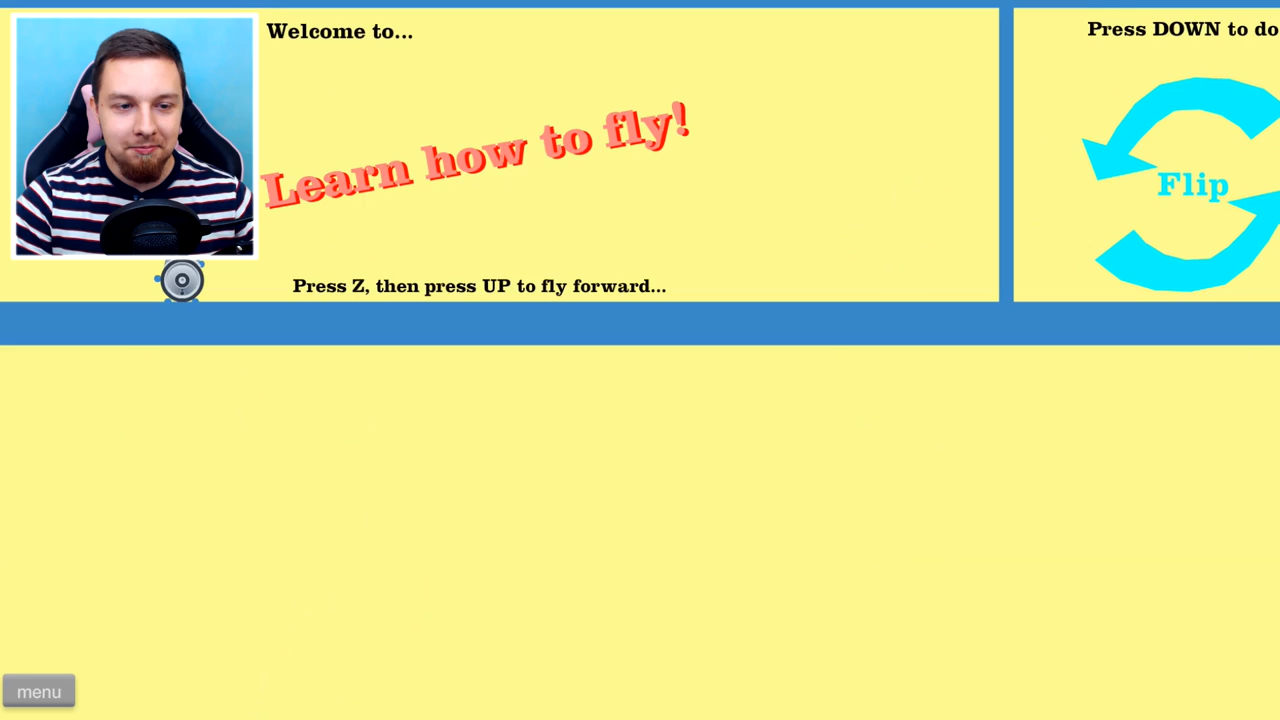 Welcome to...
Press DOWN to do
Learn how to fly!
Flip
Press Z, then press UP to fly forward...
menu